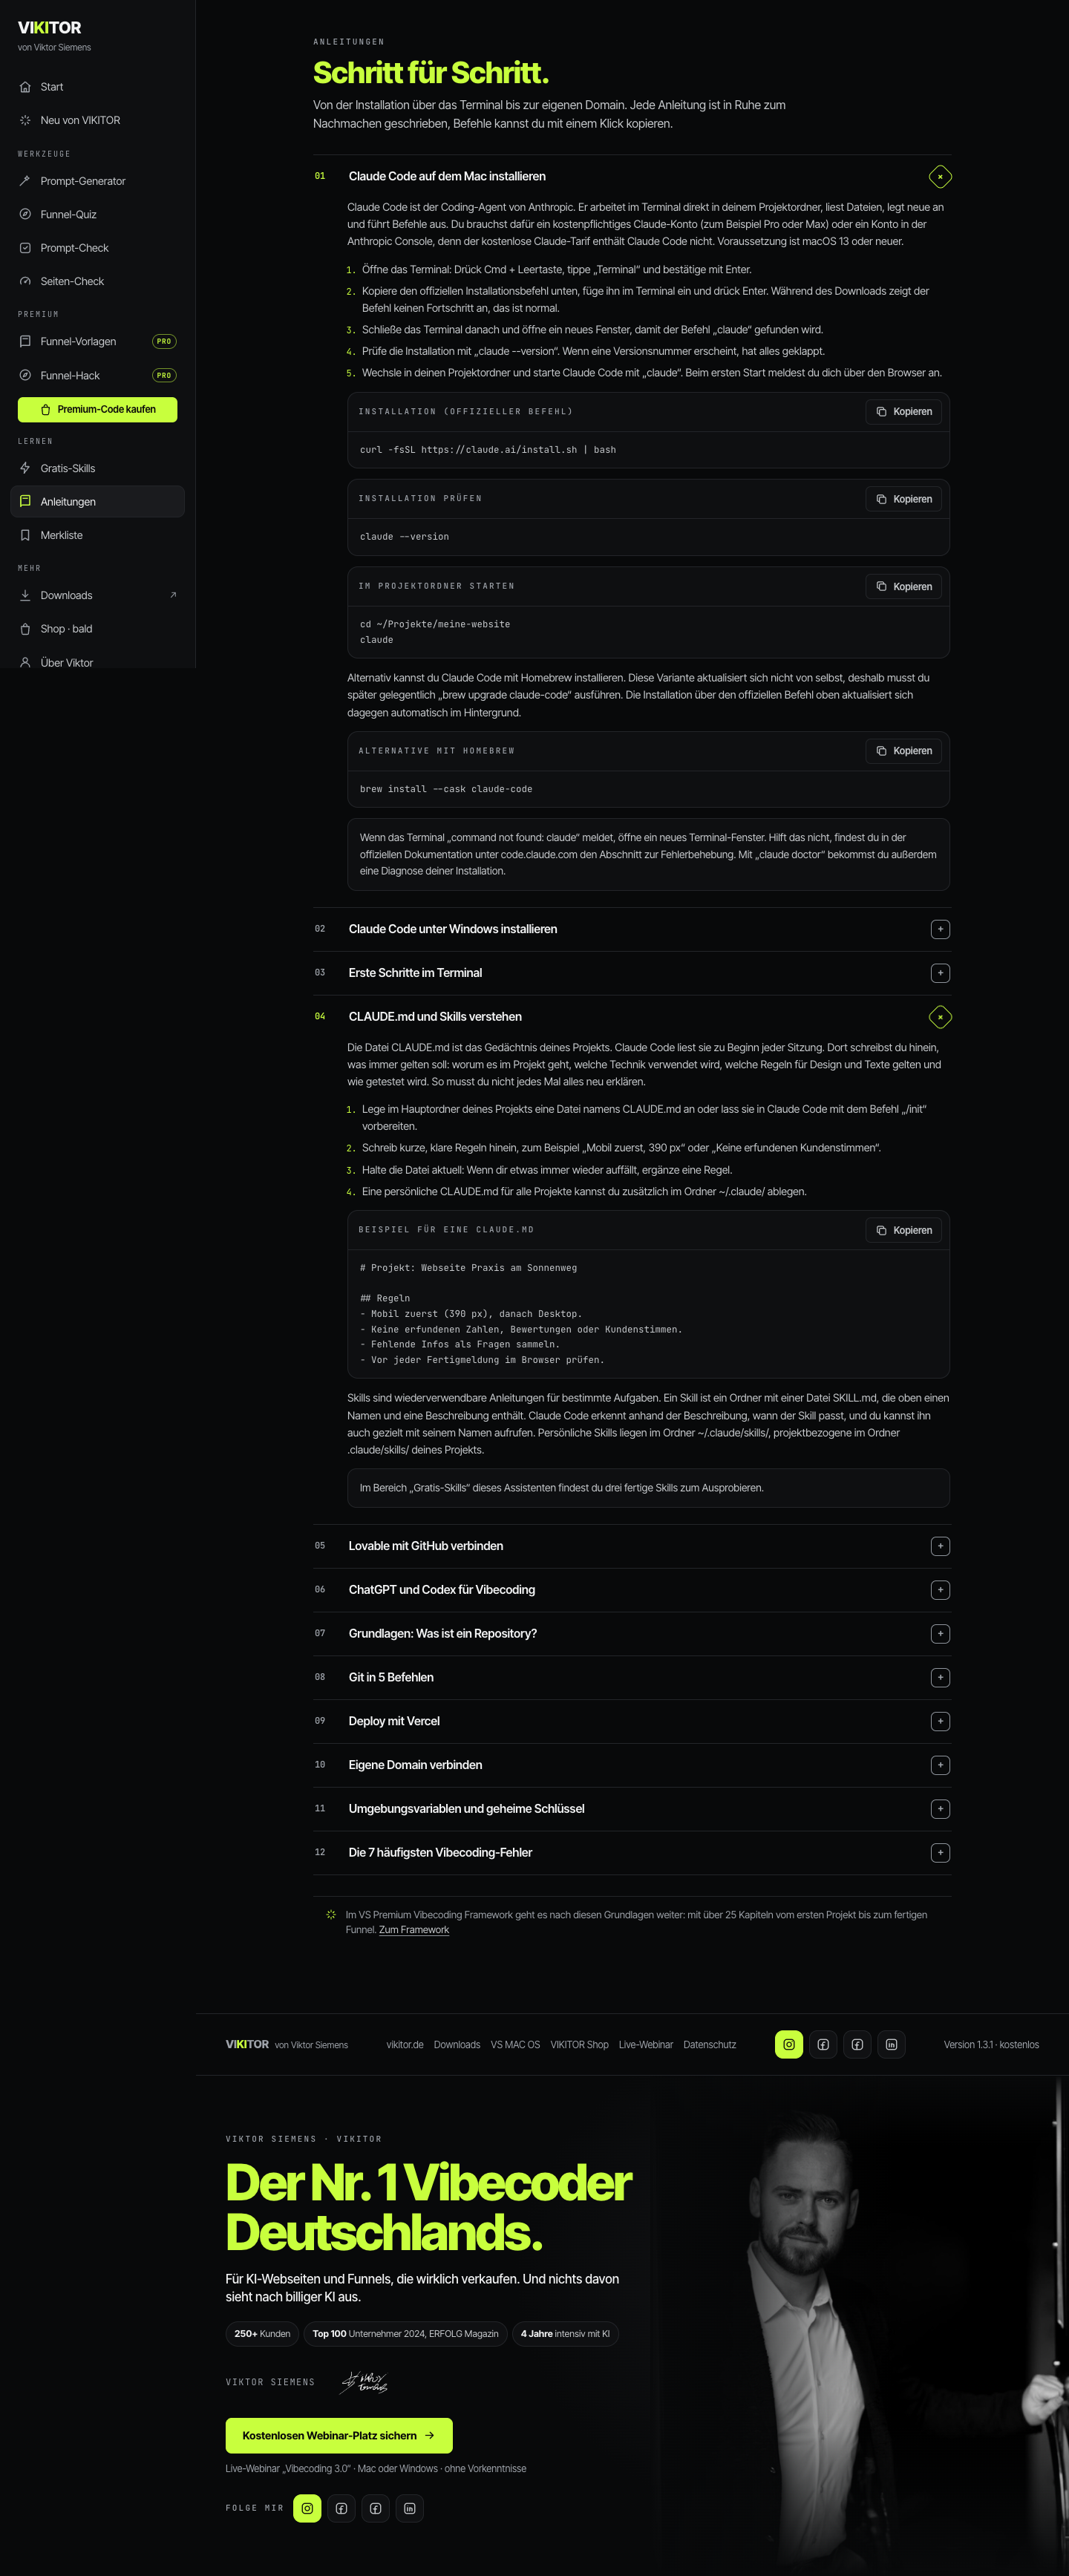 VIKITOR
von Viktor Siemens
Start
Neu von VIKITOR
WERKZEUGE
Prompt-Generator
Funnel-Quiz
Prompt-Check
Seiten-Check
PREMIUM
Funnel-Vorlagen PRO
Funnel-Hack PRO
Premium-Code kaufen
LERNEN
Gratis-Skills
Anleitungen
Merkliste
MEHR
Downloads
Shop · bald
Über Viktor
ANLEITUNGEN
Schritt für Schritt.
Von der Installation über das Terminal bis zur eigenen Domain. Jede Anleitung ist in Ruhe zum
Nachmachen geschrieben, Befehle kannst du mit einem Klick kopieren.
01 Claude Code auf dem Mac installieren
Claude Code ist der Coding-Agent von Anthropic. Er arbeitet im Terminal direkt in deinem Projektordner, liest Dateien, legt neue an
und führt Befehle aus. Du brauchst dafür ein kostenpflichtiges Claude-Konto (zum Beispiel Pro oder Max) oder ein Konto in der
Anthropic Console, denn der kostenlose Claude-Tarif enthält Claude Code nicht. Voraussetzung ist macOS 13 oder neuer.
1. Öffne das Terminal: Drück Cmd + Leertaste, tippe „Terminal“ und bestätige mit Enter.
2. Kopiere den offiziellen Installationsbefehl unten, füge ihn im Terminal ein und drück Enter. Während des Downloads zeigt der
Befehl keinen Fortschritt an, das ist normal.
3. Schließe das Terminal danach und öffne ein neues Fenster, damit der Befehl „claude“ gefunden wird.
4. Prüfe die Installation mit „claude --version“. Wenn eine Versionsnummer erscheint, hat alles geklappt.
5. Wechsle in deinen Projektordner und starte Claude Code mit „claude“. Beim ersten Start meldest du dich über den Browser an.
INSTALLATION (OFFIZIELLER BEFEHL) Kopieren
curl -fsSL https://claude.ai/install.sh | bash
INSTALLATION PRÜFEN Kopieren
claude --version
IM PROJEKTORDNER STARTEN Kopieren
cd ~/Projekte/meine-website
claude
Alternativ kannst du Claude Code mit Homebrew installieren. Diese Variante aktualisiert sich nicht von selbst, deshalb musst du
später gelegentlich „brew upgrade claude-code“ ausführen. Die Installation über den offiziellen Befehl oben aktualisiert sich
dagegen automatisch im Hintergrund.
ALTERNATIVE MIT HOMEBREW Kopieren
brew install --cask claude-code
Wenn das Terminal „command not found: claude“ meldet, öffne ein neues Terminal-Fenster. Hilft das nicht, findest du in der
offiziellen Dokumentation unter code.claude.com den Abschnitt zur Fehlerbehebung. Mit „claude doctor“ bekommst du außerdem
eine Diagnose deiner Installation.
02 Claude Code unter Windows installieren
03 Erste Schritte im Terminal
04 CLAUDE.md und Skills verstehen
Die Datei CLAUDE.md ist das Gedächtnis deines Projekts. Claude Code liest sie zu Beginn jeder Sitzung. Dort schreibst du hinein,
was immer gelten soll: worum es im Projekt geht, welche Technik verwendet wird, welche Regeln für Design und Texte gelten und
wie getestet wird. So musst du nicht jedes Mal alles neu erklären.
1. Lege im Hauptordner deines Projekts eine Datei namens CLAUDE.md an oder lass sie in Claude Code mit dem Befehl „/init“
vorbereiten.
2. Schreib kurze, klare Regeln hinein, zum Beispiel „Mobil zuerst, 390 px“ oder „Keine erfundenen Kundenstimmen“.
3. Halte die Datei aktuell: Wenn dir etwas immer wieder auffällt, ergänze eine Regel.
4. Eine persönliche CLAUDE.md für alle Projekte kannst du zusätzlich im Ordner ~/.claude/ ablegen.
BEISPIEL FÜR EINE CLAUDE.MD Kopieren
# Projekt: Webseite Praxis am Sonnenweg
## Regeln
- Mobil zuerst (390 px), danach Desktop.
- Keine erfundenen Zahlen, Bewertungen oder Kundenstimmen.
- Fehlende Infos als Fragen sammeln.
- Vor jeder Fertigmeldung im Browser prüfen.
Skills sind wiederverwendbare Anleitungen für bestimmte Aufgaben. Ein Skill ist ein Ordner mit einer Datei SKILL.md, die oben einen
Namen und eine Beschreibung enthält. Claude Code erkennt anhand der Beschreibung, wann der Skill passt, und du kannst ihn
auch gezielt mit seinem Namen aufrufen. Persönliche Skills liegen im Ordner ~/.claude/skills/, projektbezogene im Ordner
.claude/skills/ deines Projekts.
Im Bereich „Gratis-Skills“ dieses Assistenten findest du drei fertige Skills zum Ausprobieren.
05 Lovable mit GitHub verbinden
06 ChatGPT und Codex für Vibecoding
07 Grundlagen: Was ist ein Repository?
08 Git in 5 Befehlen
09 Deploy mit Vercel
10 Eigene Domain verbinden
11 Umgebungsvariablen und geheime Schlüssel
12 Die 7 häufigsten Vibecoding-Fehler
Im VS Premium Vibecoding Framework geht es nach diesen Grundlagen weiter: mit über 25 Kapiteln vom ersten Projekt bis zum fertigen
Funnel. Zum Framework
VIKITOR von Viktor Siemens vikitor.de Downloads VS MAC OS VIKITOR Shop Live-Webinar Datenschutz Version 1.3.1 · kostenlos
VIKTOR SIEMENS · VIKITOR
Der Nr. 1 Vibecoder
Deutschlands.
Für KI-Webseiten und Funnels, die wirklich verkaufen. Und nichts davon
sieht nach billiger KI aus.
250+ Kunden Top 100 Unternehmer 2024, ERFOLG Magazin 4 Jahre intensiv mit KI
VIKTOR SIEMENS
Kostenlosen Webinar-Platz sichern
Live-Webinar „Vibecoding 3.0“ · Mac oder Windows · ohne Vorkenntnisse
FOLGE MIR